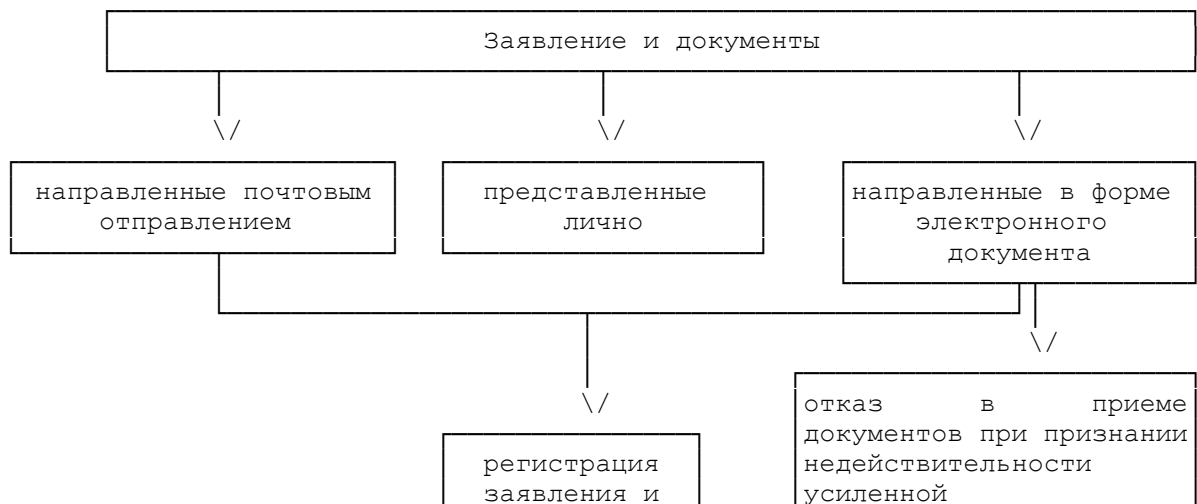 Заявление и документы
направленные почтовым
отправлением
представленные
лично
направленные в форме
электронного
документа
отказ в приеме
документов при признании
недействительности
усиленной
регистрация
заявления и